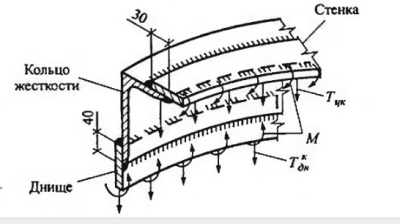 30
Стенка
Кольцо
жесткости
Tцк
40
M
Tкдн
Днище